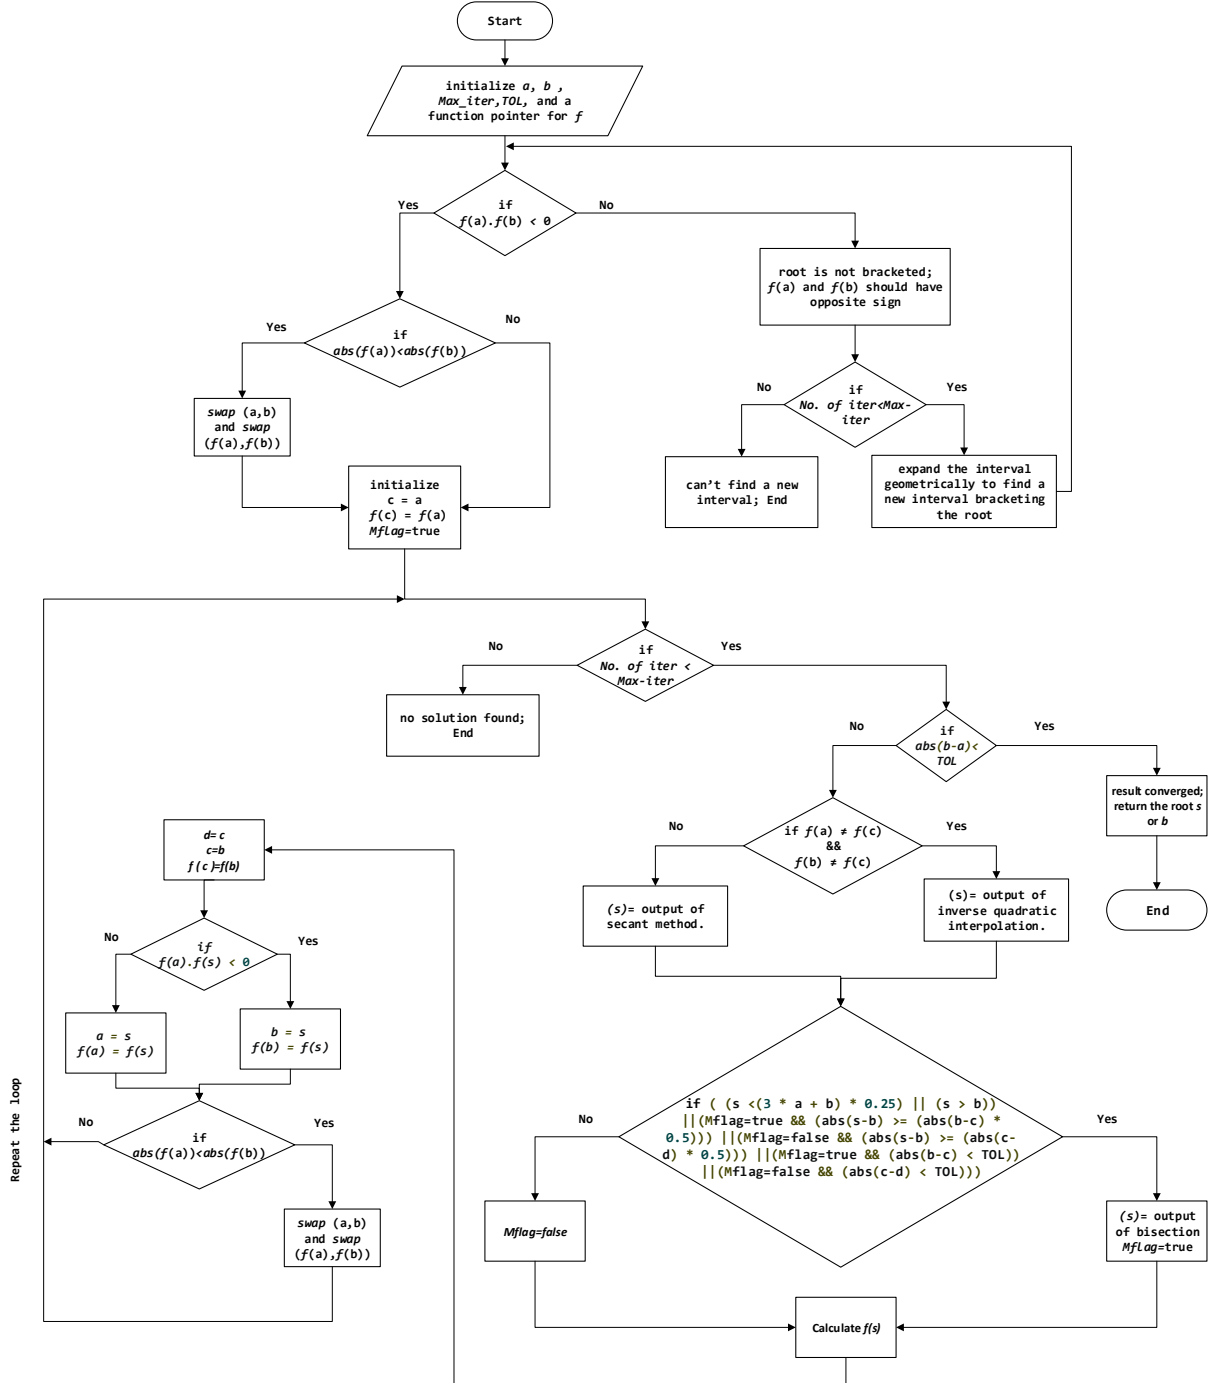 Start
initialize a, b ,
Max_iter,TOL, and a
function pointer for f
Yes
if
f(a).f(b) < 0
No
root is not bracketed;
f(a) and f(b) should have
opposite sign
Yes
if
abs(f(a))<abs(f(b))
No
No
if
No. of iter<Max-
iter
Yes
swap (a,b)
and swap
(f(a),f(b))
can’t find a new
interval; End
expand the interval
geometrically to find a
new interval bracketing
the root
initialize
c = a
f(c) = f(a)
Mflag=true
No
if
No. of iter <
Max-iter
Yes
no solution found;
End
No
if
abs(b-a)<
TOL
Yes
result converged;
return the root s
or b
End
No
if f(a) ≠ f(c)
&&
f(b) ≠ f(c)
Yes
(s)= output of
secant method.
(s)= output of
inverse quadratic
interpolation.
d= c
c=b
f(c)=f(b)
No
if
f(a).f(s) < 0
Yes
a = s
f(a) = f(s)
b = s
f(b) = f(s)
No
if
abs(f(a))<abs(f(b))
Yes
swap (a,b)
and swap
(f(a),f(b))
Repeat the loop
No
if ( (s <(3 * a + b) * 0.25) || (s > b))
||(Mflag=true && (abs(s-b) >= (abs(b-c) *
0.5))) ||(Mflag=false && (abs(s-b) >= (abs(c-
d) * 0.5))) ||(Mflag=true && (abs(b-c) < TOL))
||(Mflag=false && (abs(c-d) < TOL)))
Yes
Mflag=false
(s)= output
of bisection
Mflag=true
Calculate f(s)